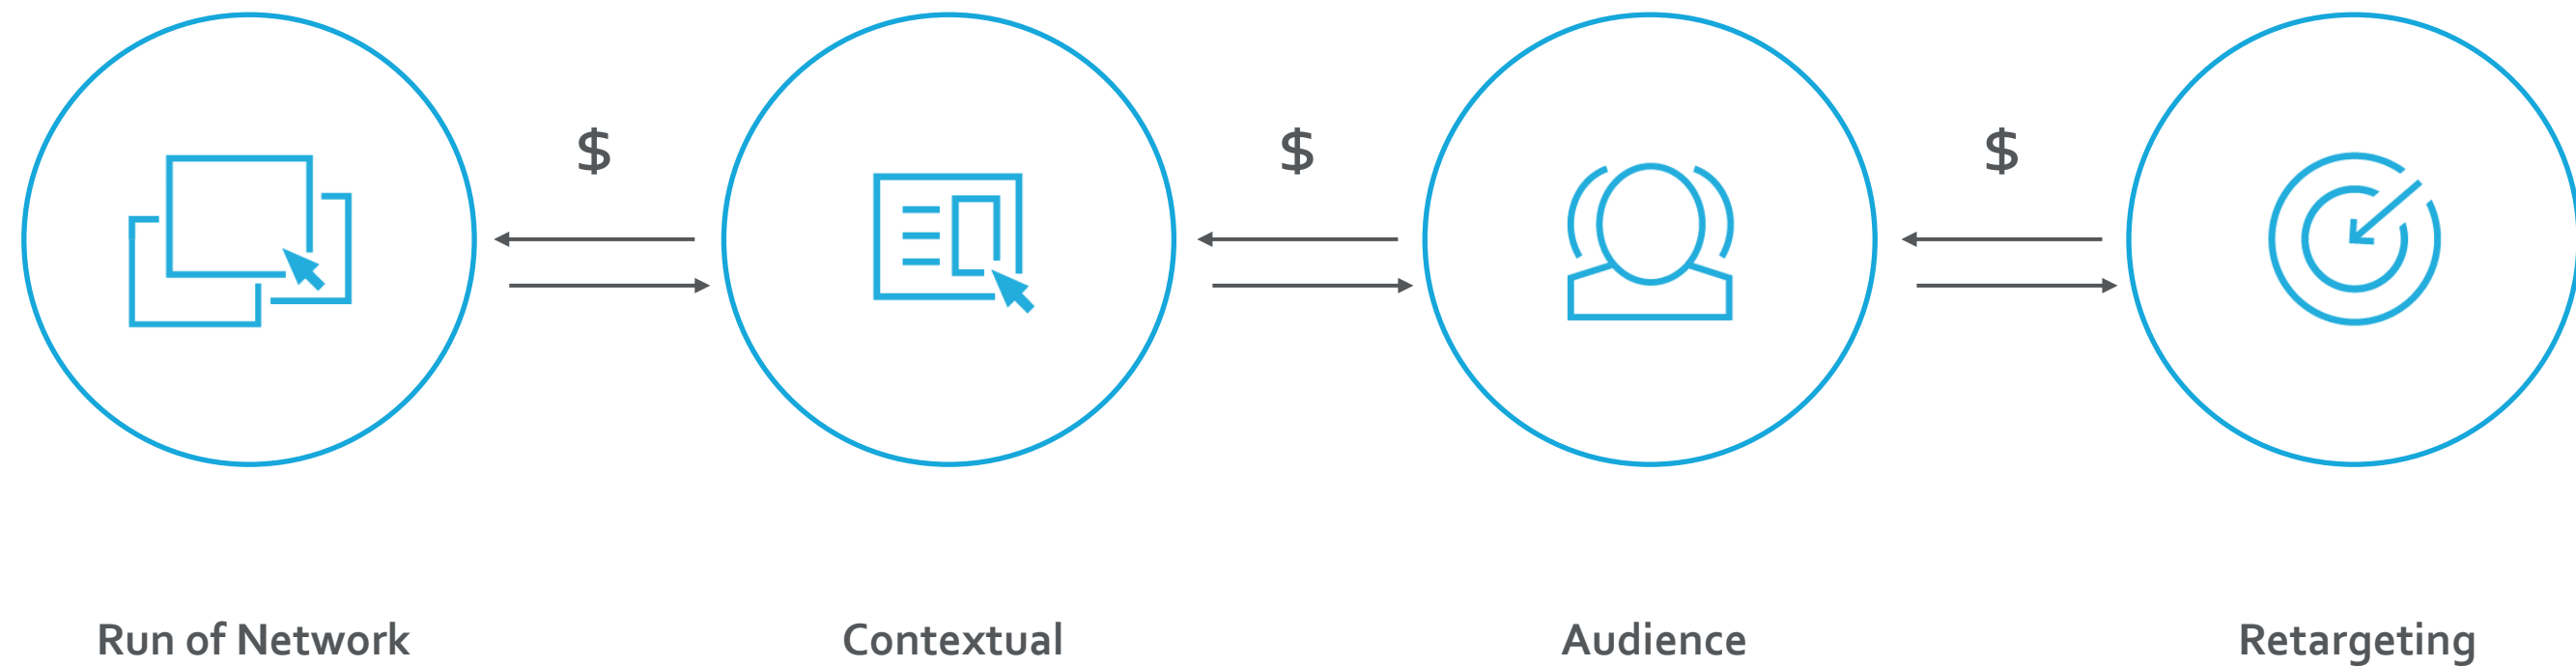 $ $ $
Run of Network Contextual Audience Retargeting